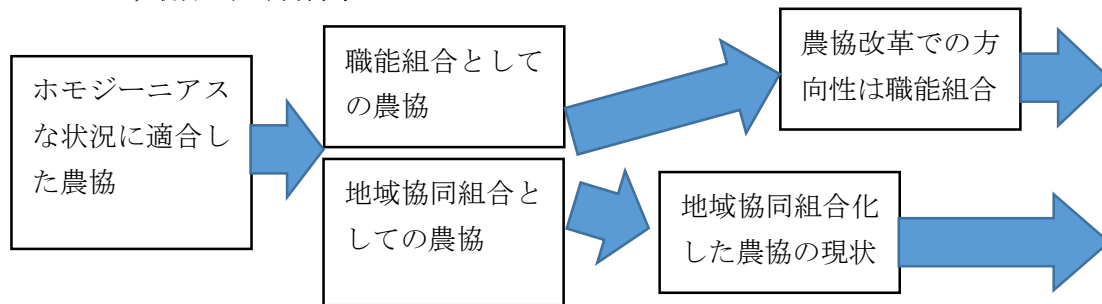 ホモジーニアス
な状況に適合し
た農協
職能組合として
の農協
地域協同組合と
しての農協
農協改革での方
向性は職能組合
地域協同組合化
した農協の現状